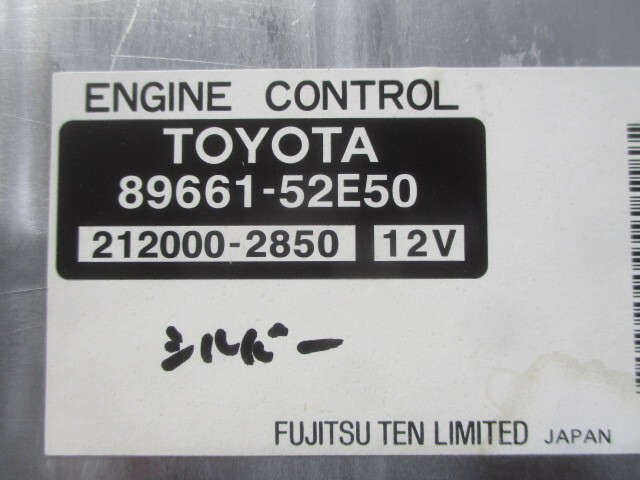 ENGINE CONTROL
TOYOTA
89661-52E50
212000-2850 12V
シルバー
FUJITSU TEN LIMITED JAPAN